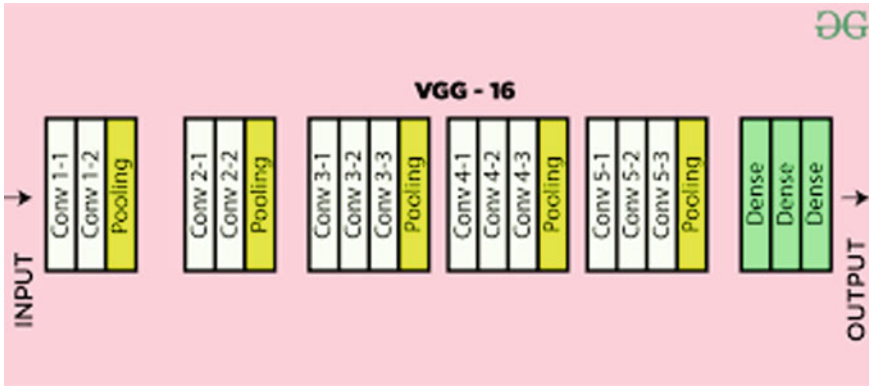 VGG - 16
INPUT
Conv 1-1
Conv 1-2
Pooling
Conv 2-1
Conv 2-2
Pooling
Conv 3-1
Conv 3-2
Conv 3-3
Pooling
Conv 4-1
Conv 4-2
Conv 4-3
Pooling
Conv 5-1
Conv 5-2
Conv 5-3
Pooling
Dense
Dense
Dense
OUTPUT